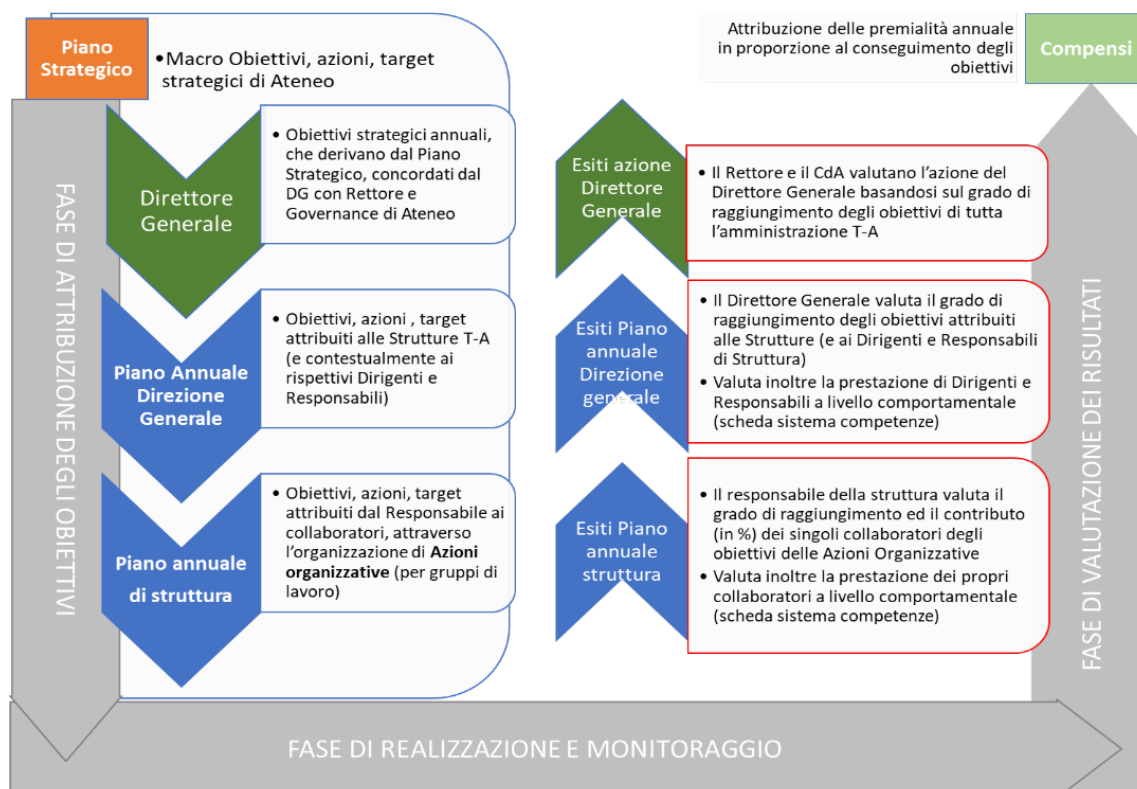 Piano
Strategico
•Macro Obiettivi, azioni, target
strategici di Ateneo
FASE DI ATTRIBUZIONE DEGLI OBIETTIVI
Direttore
Generale
• Obiettivi strategici annuali,
che derivano dal Piano
Strategico, concordati dal
DG con Rettore e
Governance di Ateneo
Piano Annuale
Direzione
Generale
• Obiettivi, azioni , target
attribuiti alle Strutture T-A
(e contestualmente ai
rispettivi Dirigenti e
Responsabili)
Piano annuale
di struttura
• Obiettivi, azioni, target
attribuiti dal Responsabile ai
collaboratori, attraverso
l'organizzazione di Azioni
organizzative (per gruppi di
lavoro)
FASE DI REALIZZAZIONE E MONITORAGGIO
Attribuzione delle premialità annuale
in proporzione al conseguimento degli
obiettivi
Compensi
Esiti azione
Direttore
Generale
• Il Rettore e il CdA valutano l'azione del
Direttore Generale basandosi sul grado di
raggiungimento degli obiettivi di tutta
l'amministrazione T-A
Esiti Piano
annuale
Direzione
generale
• Il Direttore Generale valuta il grado di
raggiungimento degli obiettivi attribuiti
alle Strutture (e ai Dirigenti e Responsabili
di Struttura)
• Valuta inoltre la prestazione di Dirigenti e
Responsabili a livello comportamentale
(scheda sistema competenze)
Esiti Piano
annuale
struttura
• Il responsabile della struttura valuta il
grado di raggiungimento ed il contributo
(in %) dei singoli collaboratori degli
obiettivi delle Azioni Organizzative
• Valuta inoltre la prestazione dei propri
collaboratori a livello comportamentale
(scheda sistema competenze)
FASE DI VALUTAZIONE DEI RISULTATI